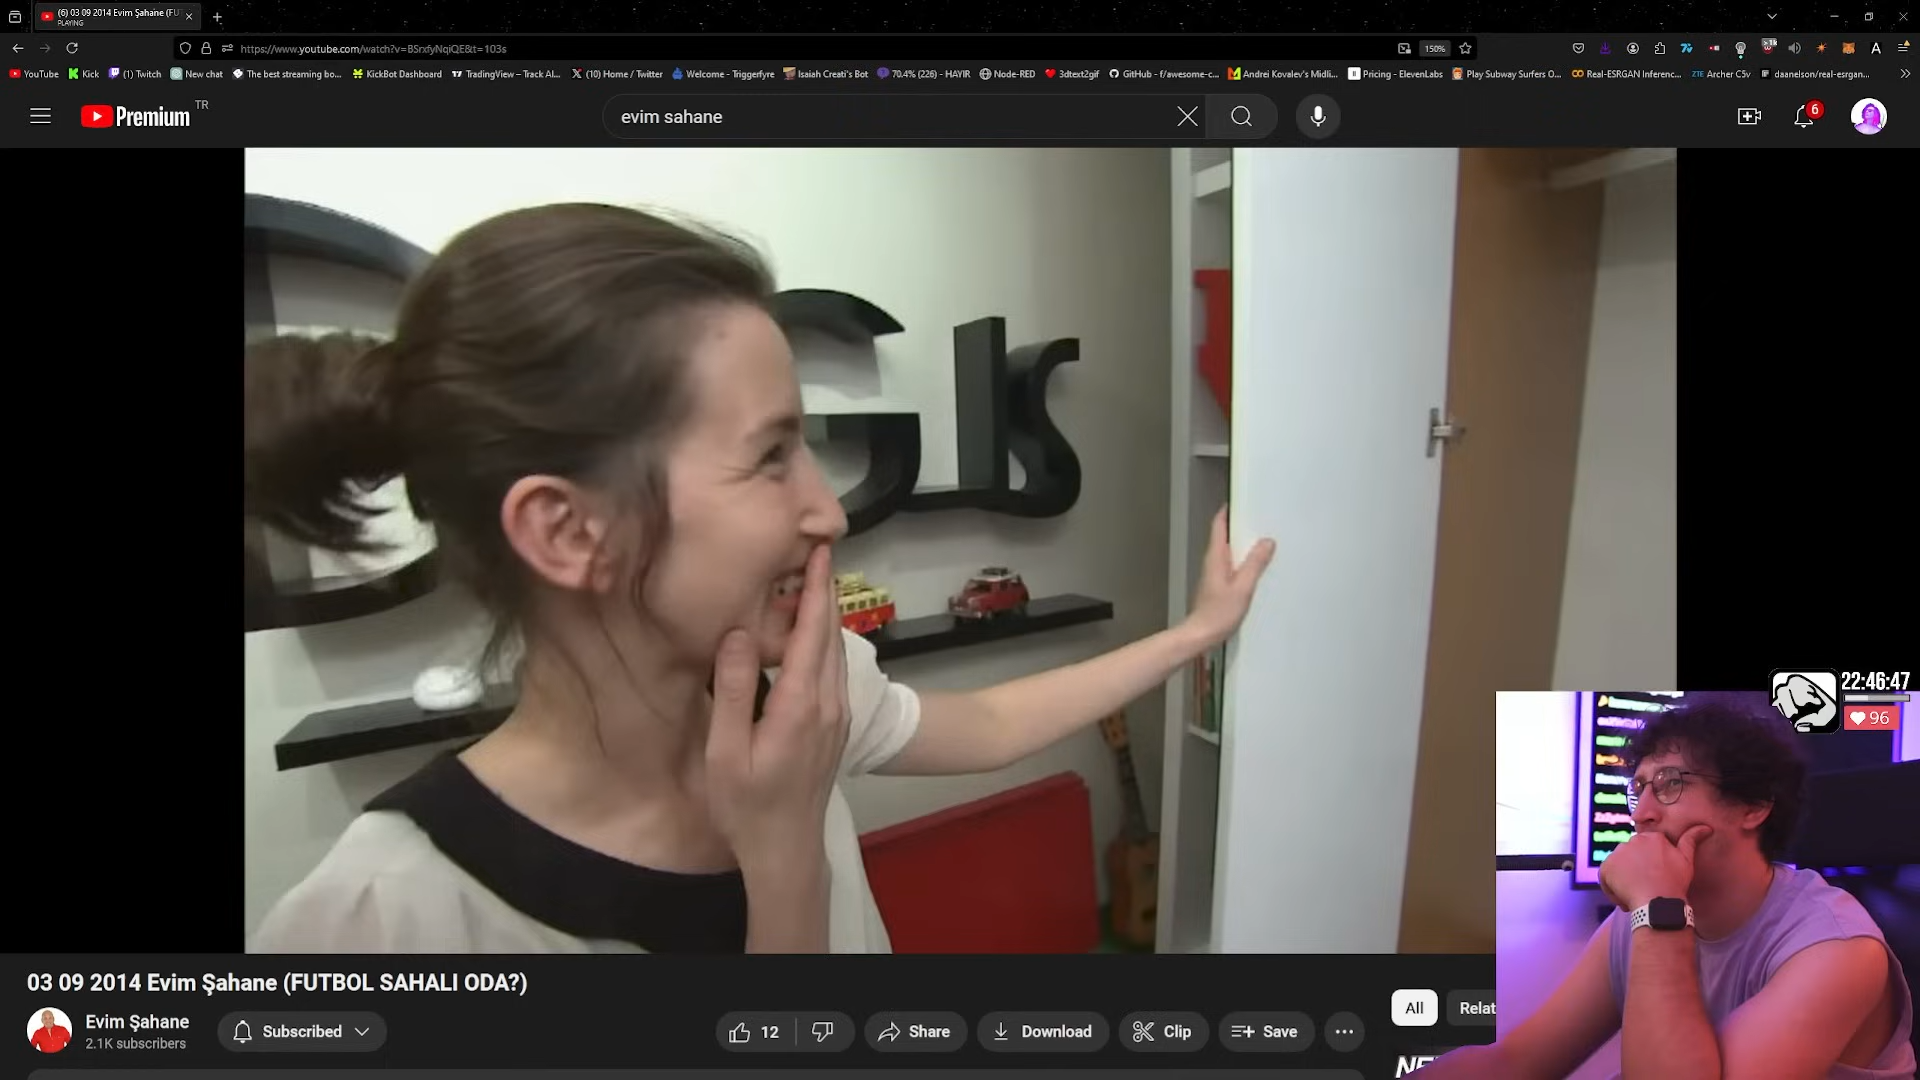 (6) 03 09 2014 Evim Şahane (FU
PLAYING
https://www.youtube.com/watch?v=BSrxfyNqiQE&t=103s
150%
YouTube
Kick
(1) Twitch
New chat
The best streaming bo...
KickBot Dashboard
TradingView – Track Al...
(10) Home / Twitter
Welcome - Triggerfyre
Isaiah Creati's Bot
70.4% (226) - HAYIR
Node-RED
3dtext2gif
GitHub - f/awesome-c...
Andrei Kovalev's Midli...
Pricing - ElevenLabs
Play Subway Surfers O...
Real-ESRGAN Inferenc...
ZTE Archer C5v
daanelson/real-esrgan...
Premium TR
evim sahane
6
22:46:47
96
03 09 2014 Evim Şahane (FUTBOL SAHALI ODA?)
Evim Şahane
2.1K subscribers
Subscribed
12
Share
Download
Clip
Save
All
Relat